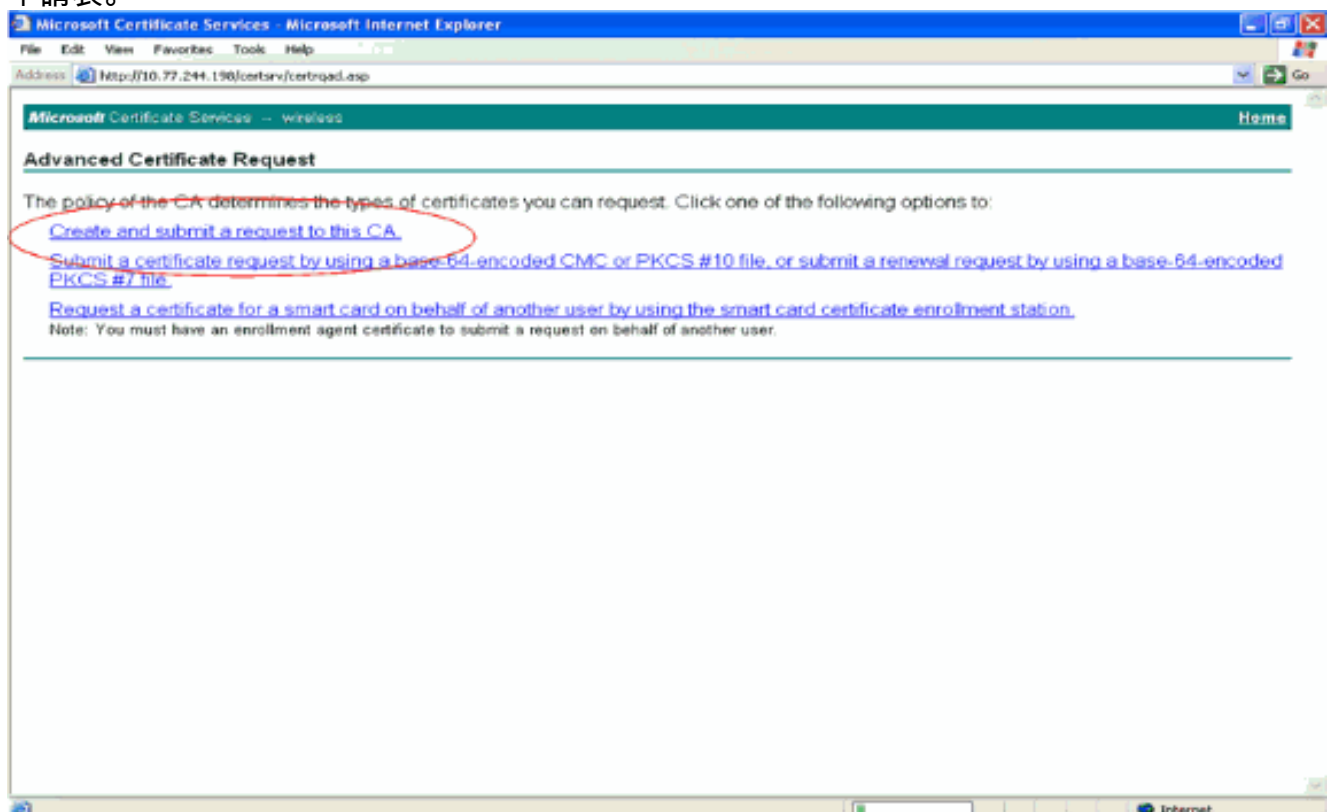 申請表。
Microsoft Certificate Services - Microsoft Internet Explorer
File Edit View Favorites Tools Help
Address http://10.77.244.198/certsrv/certrqad.asp Go
Microsoft Certificate Services -- wireless Home
Advanced Certificate Request
The policy of the CA determines the types of certificates you can request. Click one of the following options to:
Create and submit a request to this CA.
Submit a certificate request by using a base-64-encoded CMC or PKCS #10 file, or submit a renewal request by using a base-64-encoded
PKCS #7 file.
Request a certificate for a smart card on behalf of another user by using the smart card certificate enrollment station.
Note: You must have an enrollment agent certificate to submit a request on behalf of another user.
Internet